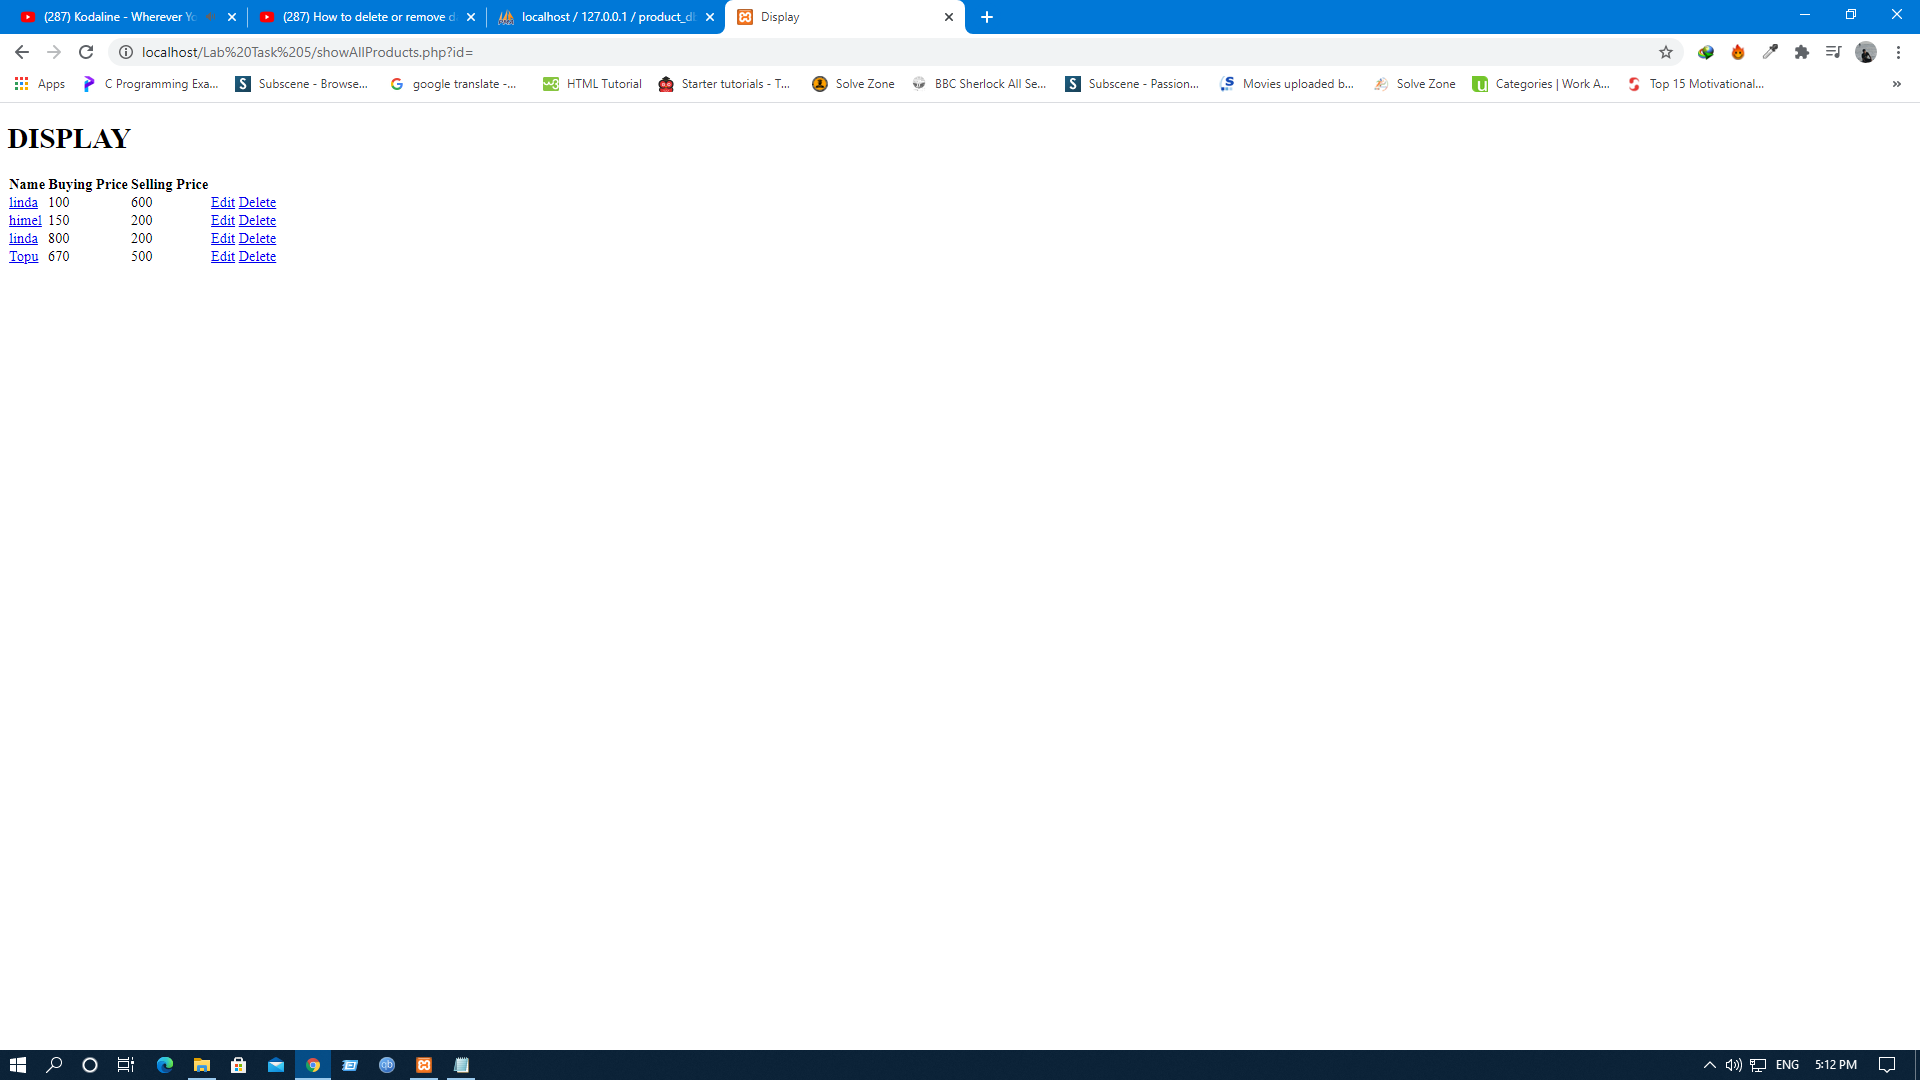 (287) Kodaline - Wherever Yo
(287) How to delete or remove d
localhost / 127.0.0.1 / product_db
Display
localhost/Lab%20Task%205/showAllProducts.php?id=
Apps C Programming Exa... Subscene - Browse... google translate -... HTML Tutorial Starter tutorials - T... Solve Zone BBC Sherlock All Se... Subscene - Passion... Movies uploaded b... Solve Zone Categories | Work A... Top 15 Motivational... »
DISPLAY
Name Buying Price Selling Price
linda 100 600 Edit Delete
himel 150 200 Edit Delete
linda 800 200 Edit Delete
Topu 670 500 Edit Delete
ENG 5:12 PM